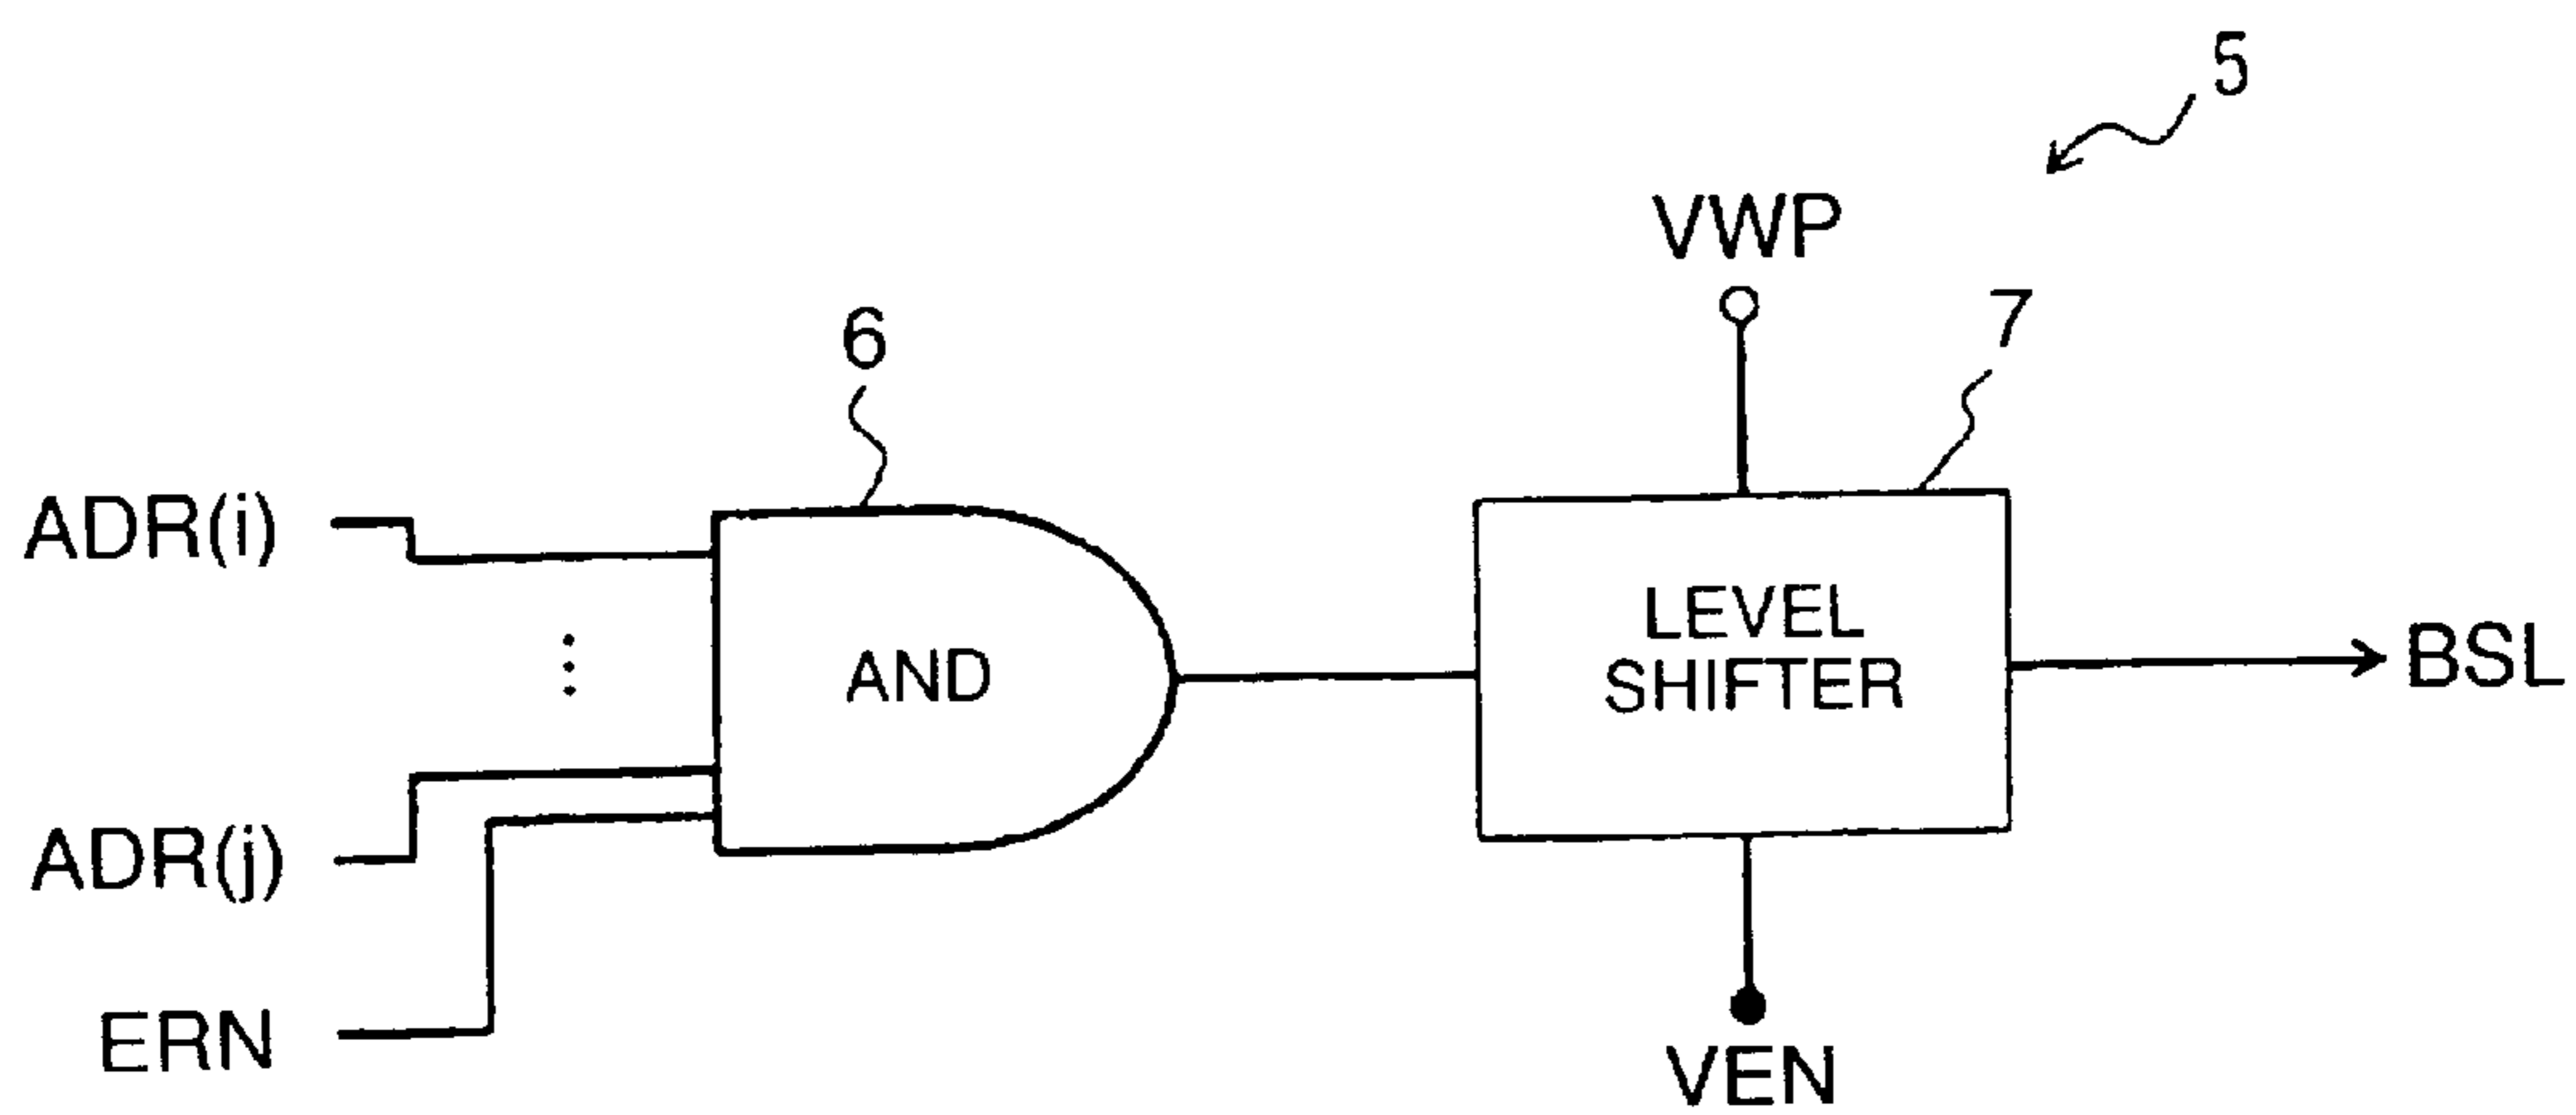 5
VWP
6
7
ADR(i)
LEVEL
SHIFTER
AND
BSL
ADR(j)
ERN
VEN